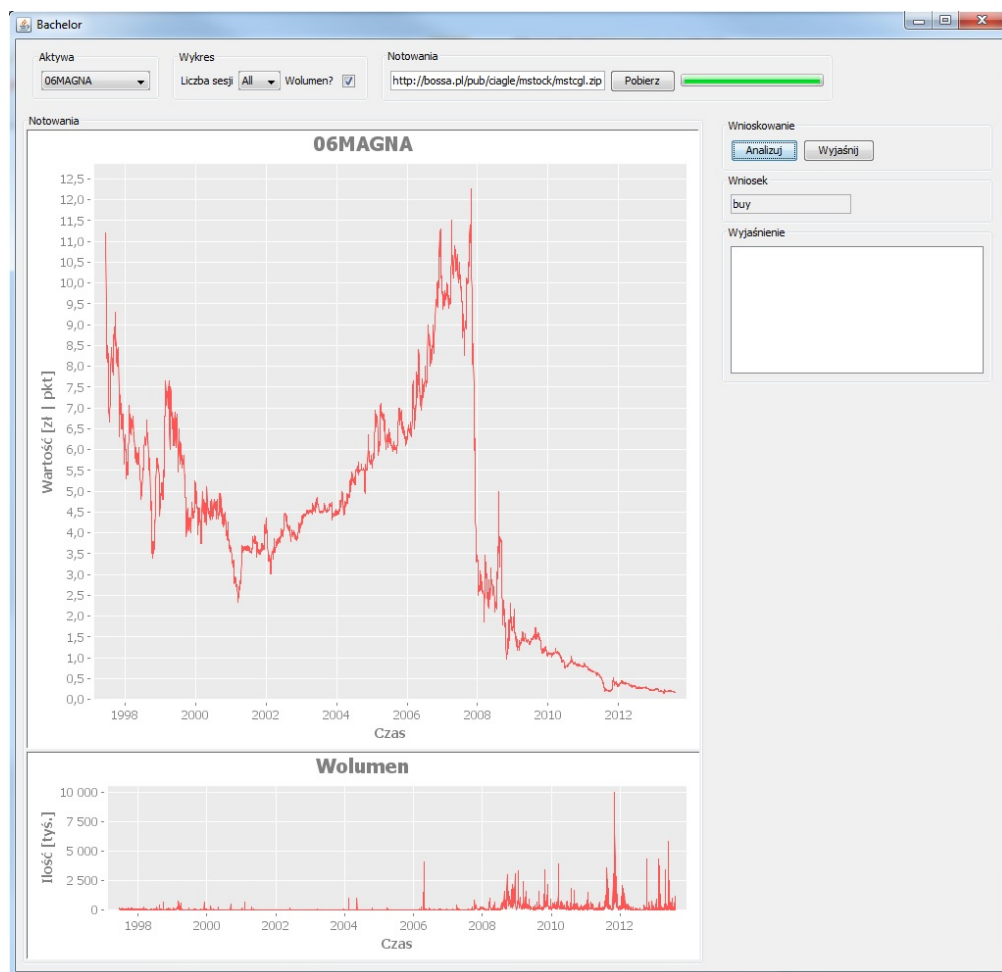 Bachelor
Aktywa
Wykres
Notowania
06MAGNA
Liczba sesji All Wolumen?
http://bossa.pl/pub/ciagle/mstock/mstcgl.zip Pobierz
Notowania
06MAGNA
12,5
12,0
11,5
11,0
10,5
10,0
9,5
9,0
8,5
8,0
7,5
7,0
6,5
6,0
5,5
5,0
4,5
4,0
3,5
3,0
2,5
2,0
1,5
1,0
0,5
0,0
Wartość [zł | pkt]
1998 2000 2002 2004 2006 2008 2010 2012
Czas
Wolumen
10 000
7 500
5 000
2 500
0
Ilość [tyś.]
1998 2000 2002 2004 2006 2008 2010 2012
Czas
Wnioskowanie
Analizuj Wyjaśnij
Wniosek
buy
Wyjaśnienie